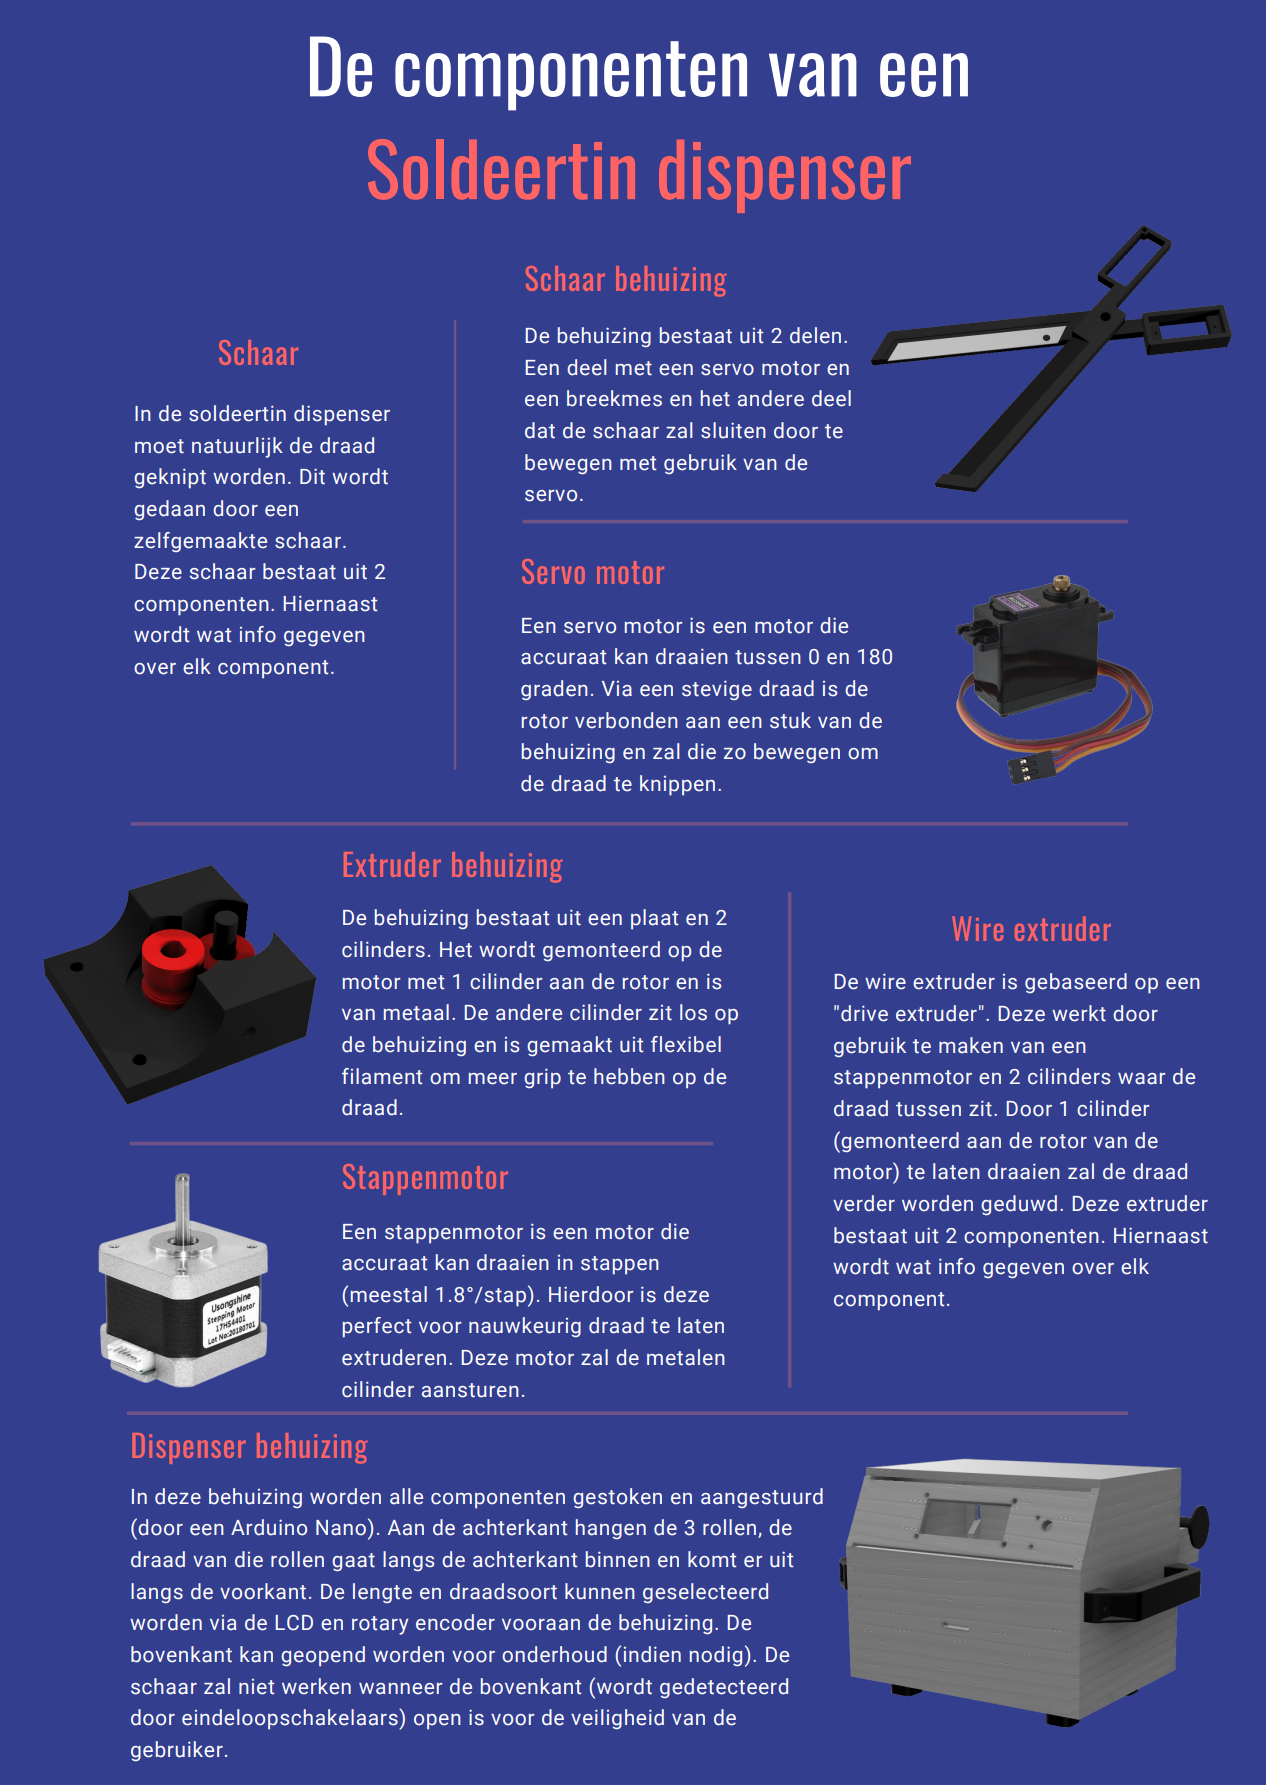 De componenten van een
Soldeertin dispenser
Schaar
In de soldeertin dispenser
moet natuurlijk de draad
geknipt worden. Dit wordt
gedaan door een
zelfgemaakte schaar.
Deze schaar bestaat uit 2
componenten. Hiernaast
wordt wat info gegeven
over elk component.
Schaar behuizing
De behuizing bestaat uit 2 delen.
Een deel met een servo motor en
een breekmes en het andere deel
dat de schaar zal sluiten door te
bewegen met gebruik van de
servo.
Servo motor
Een servo motor is een motor die
accuraat kan draaien tussen 0 en 180
graden. Via een stevige draad is de
rotor verbonden aan een stuk van de
behuizing en zal die zo bewegen om
de draad te knippen.
Extruder behuizing
De behuizing bestaat uit een plaat en 2
cilinders. Het wordt gemonteerd op de
motor met 1 cilinder aan de rotor en is
van metaal. De andere cilinder zit los op
de behuizing en is gemaakt uit flexibel
filament om meer grip te hebben op de
draad.
Stappenmotor
Een stappenmotor is een motor die
accuraat kan draaien in stappen
(meestal 1.8°/stap). Hierdoor is deze
perfect voor nauwkeurig draad te laten
extruderen. Deze motor zal de metalen
cilinder aansturen.
Usongshine
Stepping Motor
17HS4401
Lot No:20180701
Wire extruder
De wire extruder is gebaseerd op een
"drive extruder". Deze werkt door
gebruik te maken van een
stappenmotor en 2 cilinders waar de
draad tussen zit. Door 1 cilinder
(gemonteerd aan de rotor van de
motor) te laten draaien zal de draad
verder worden geduwd. Deze extruder
bestaat uit 2 componenten. Hiernaast
wordt wat info gegeven over elk
component.
Dispenser behuizing
In deze behuizing worden alle componenten gestoken en aangestuurd
(door een Arduino Nano). Aan de achterkant hangen de 3 rollen, de
draad van die rollen gaat langs de achterkant binnen en komt er uit
langs de voorkant. De lengte en draadsoort kunnen geselecteerd
worden via de LCD en rotary encoder vooraan de behuizing. De
bovenkant kan geopend worden voor onderhoud (indien nodig). De
schaar zal niet werken wanneer de bovenkant (wordt gedetecteerd
door eindeloopschakelaars) open is voor de veiligheid van de
gebruiker.